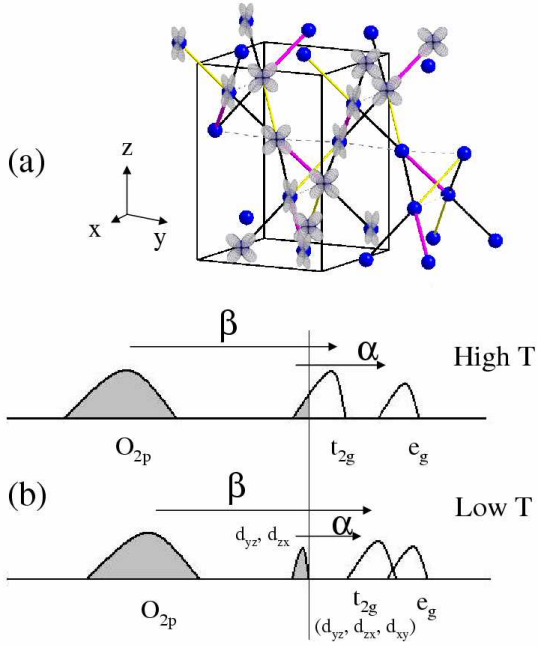 (a)
z
x
y
β
α
High T
O2p
t2g
eg
(b)
β
Low T
dyz, dzx
α
O2p
t2g
eg
(dyz, dzx, dxy)